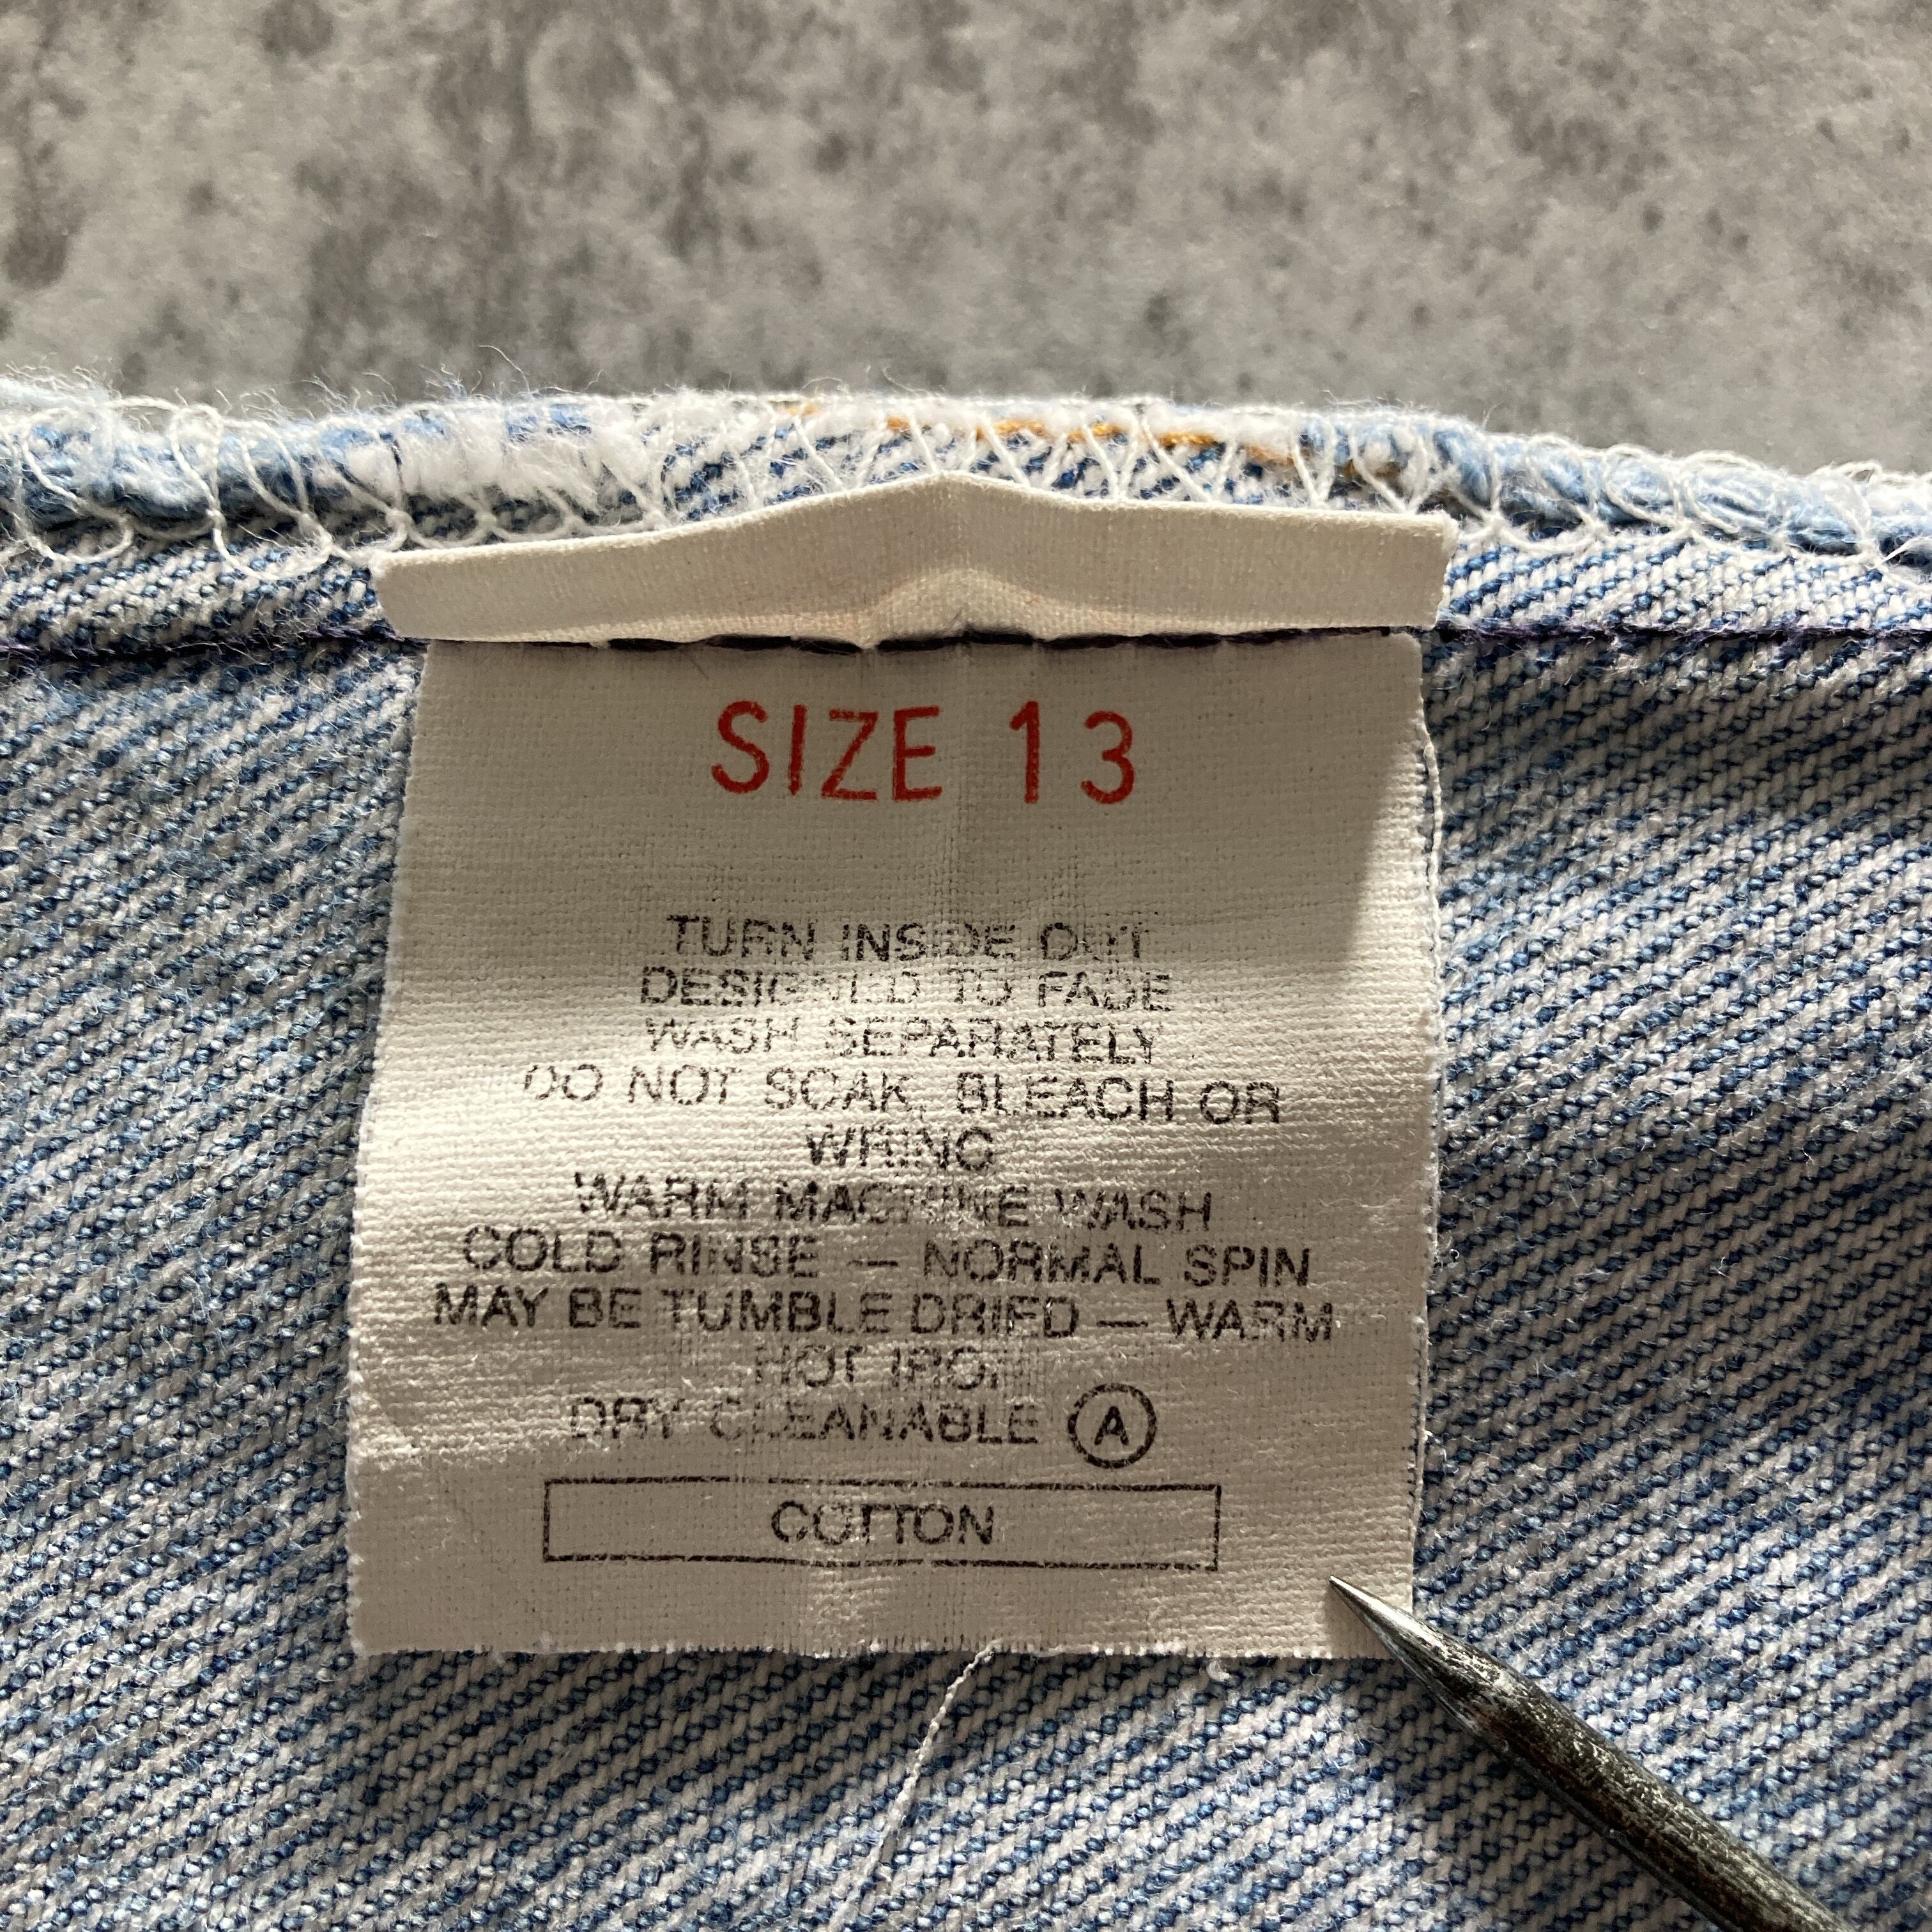 SIZE 13
TURN INSIDE OUT
DESIGNED TO FADE
WASH SEPARATELY
DO NOT SOAK, BLEACH OR
WRING
WARM MACHINE WASH
COLD RINSE — NORMAL SPIN
MAY BE TUMBLE DRIED — WARM
HOT IRON
DRY CLEANABLE Ⓐ
COTTON